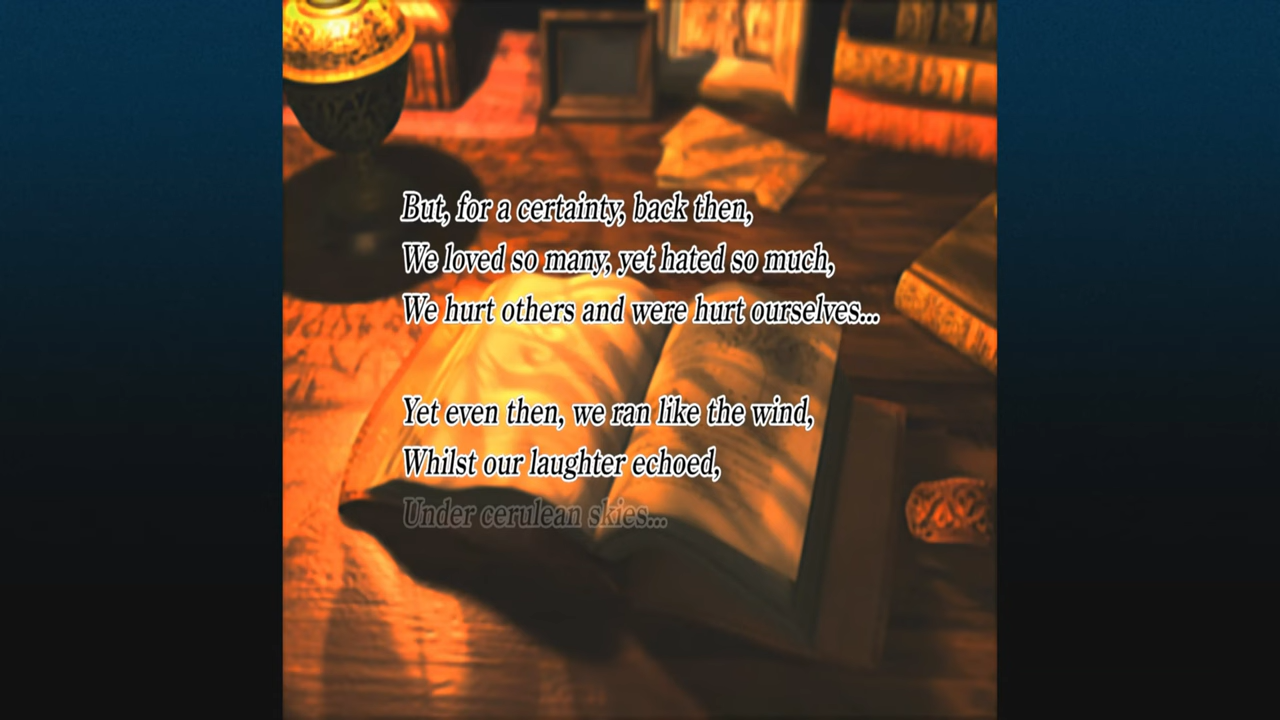 But, for a certainty, back then,
We loved so many, yet hated so much,
We hurt others and were hurt ourselves...
Yet even then, we ran like the wind,
Whilst our laughter echoed,
Under cerulean skies...